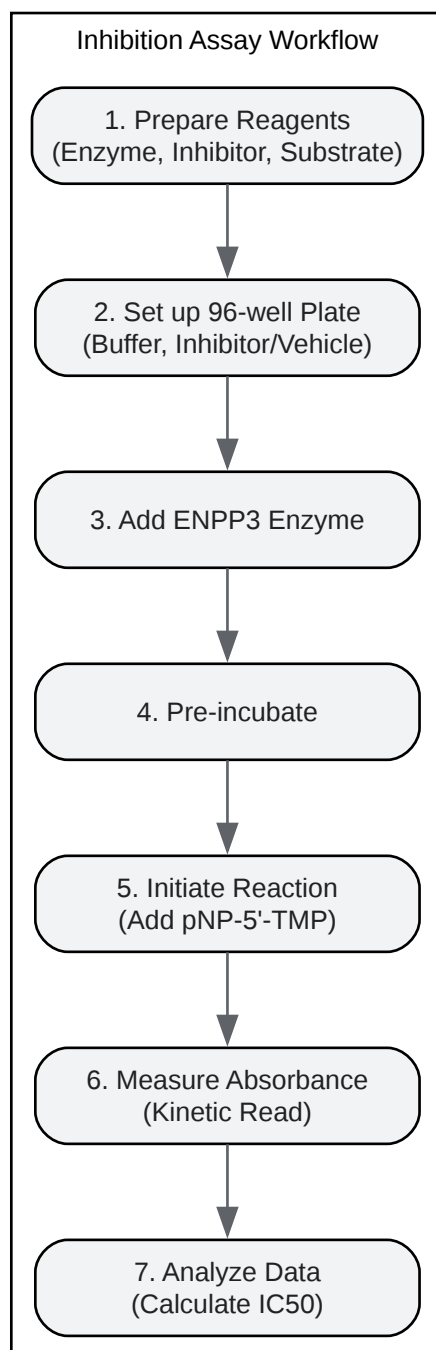 Inhibition Assay Workflow
1. Prepare Reagents
(Enzyme, Inhibitor, Substrate)
2. Set up 96-well Plate
(Buffer, Inhibitor/Vehicle)
3. Add ENPP3 Enzyme
4. Pre-incubate
5. Initiate Reaction
(Add pNP-5'-TMP)
6. Measure Absorbance
(Kinetic Read)
7. Analyze Data
(Calculate IC50)